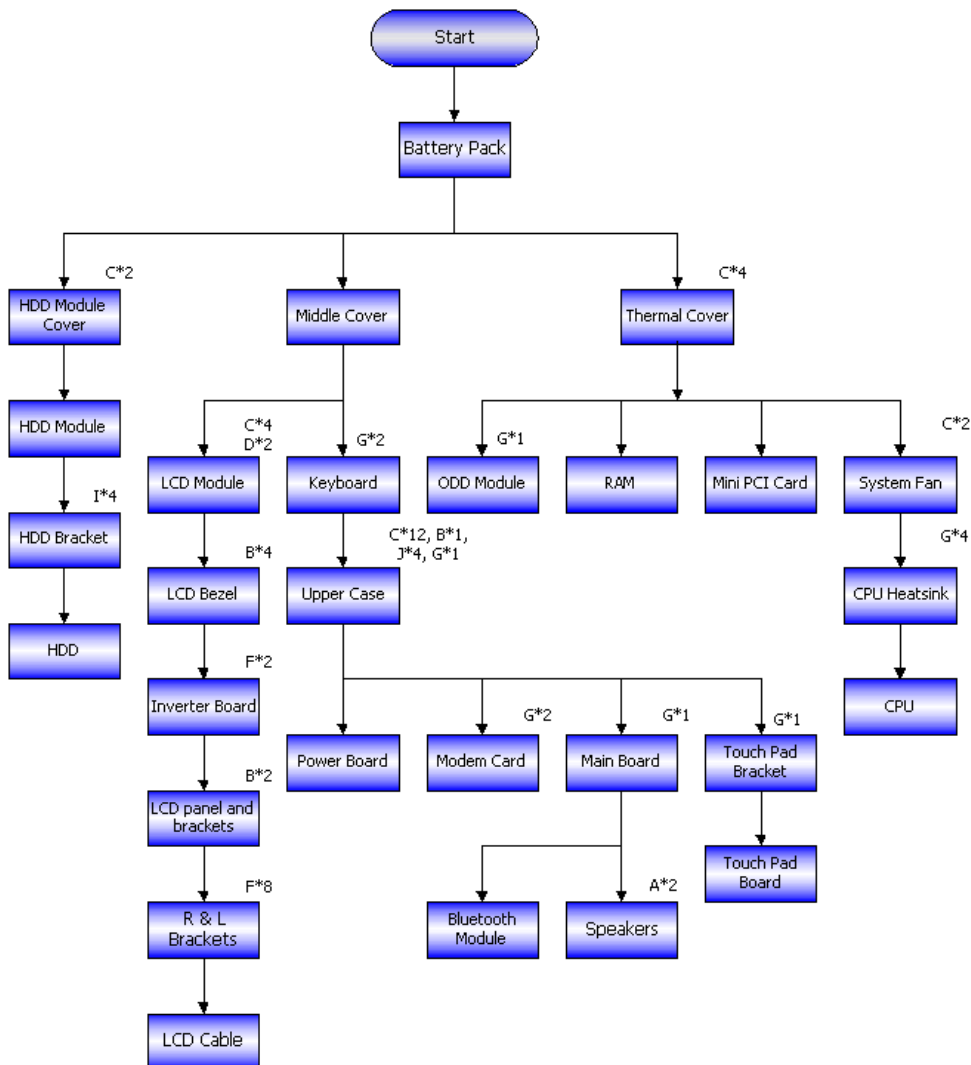 Start
Battery Pack
C*2
HDD Module
Cover
Middle Cover
C*4
Thermal Cover
HDD Module
C*4
D*2
LCD Module
G*2
Keyboard
G*1
ODD Module
RAM
Mini PCI Card
C*2
System Fan
I*4
HDD Bracket
B*4
LCD Bezel
C*12, B*1,
J*4, G*1
Upper Case
G*4
CPU Heatsink
HDD
F*2
Inverter Board
Power Board
G*2
Modem Card
G*1
Main Board
G*1
Touch Pad
Bracket
CPU
B*2
LCD panel and
brackets
Touch Pad
Board
F*8
R & L
Brackets
Bluetooth
Module
A*2
Speakers
LCD Cable